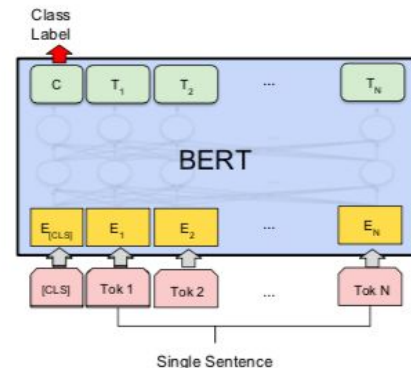 Class
Label
C T1 T2 ... TN
BERT
E[CLS] E1 E2 ... EN
[CLS] Tok 1 Tok 2 ... Tok N
Single Sentence